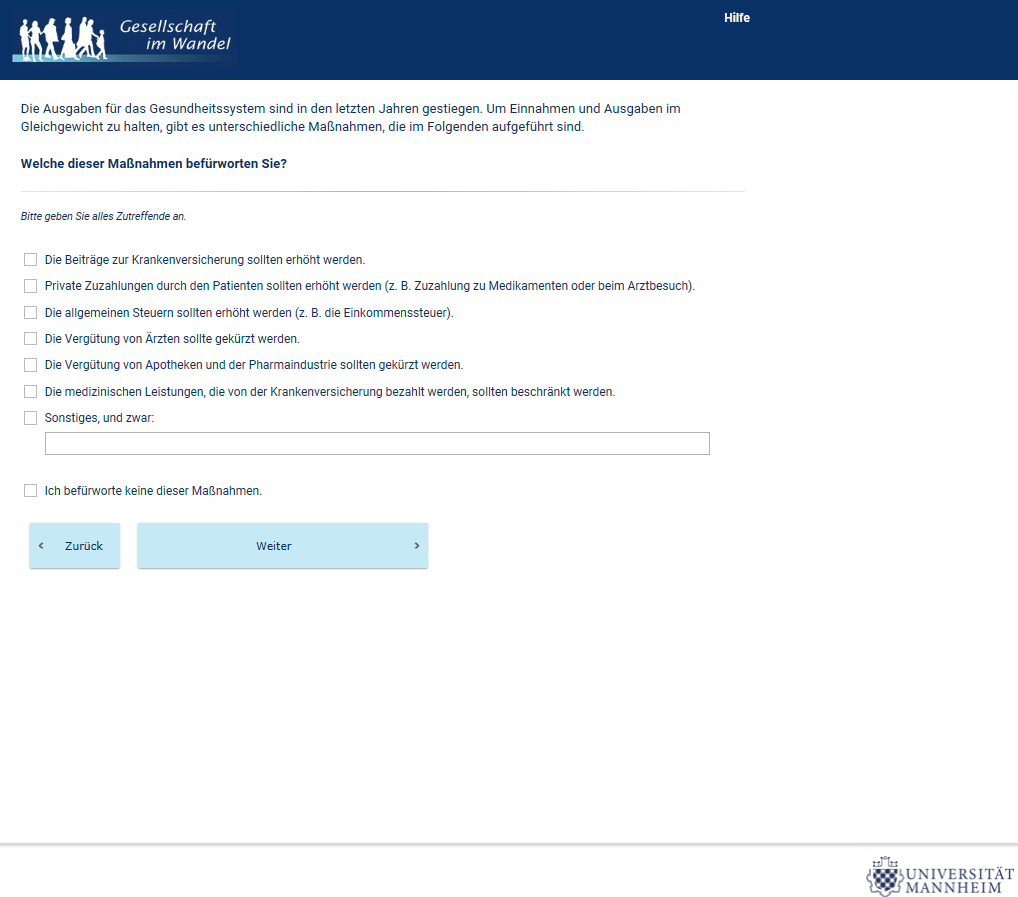 Gesellschaft
im Wandel
Hilfe
Die Ausgaben für das Gesundheitssystem sind in den letzten Jahren gestiegen. Um Einnahmen und Ausgaben im
Gleichgewicht zu halten, gibt es unterschiedliche Maßnahmen, die im Folgenden aufgeführt sind.
Welche dieser Maßnahmen befürworten Sie?
Bitte geben Sie alles Zutreffende an.
Die Beiträge zur Krankenversicherung sollten erhöht werden.
Private Zuzahlungen durch den Patienten sollten erhöht werden (z. B. Zuzahlung zu Medikamenten oder beim Arztbesuch).
Die allgemeinen Steuern sollten erhöht werden (z. B. die Einkommenssteuer).
Die Vergütung von Ärzten sollte gekürzt werden.
Die Vergütung von Apotheken und der Pharmaindustrie sollten gekürzt werden.
Die medizinischen Leistungen, die von der Krankenversicherung bezahlt werden, sollten beschränkt werden.
Sonstiges, und zwar:
Ich befürworte keine dieser Maßnahmen.
‹ Zurück
Weiter ›
UNIVERSITÄT
MANNHEIM